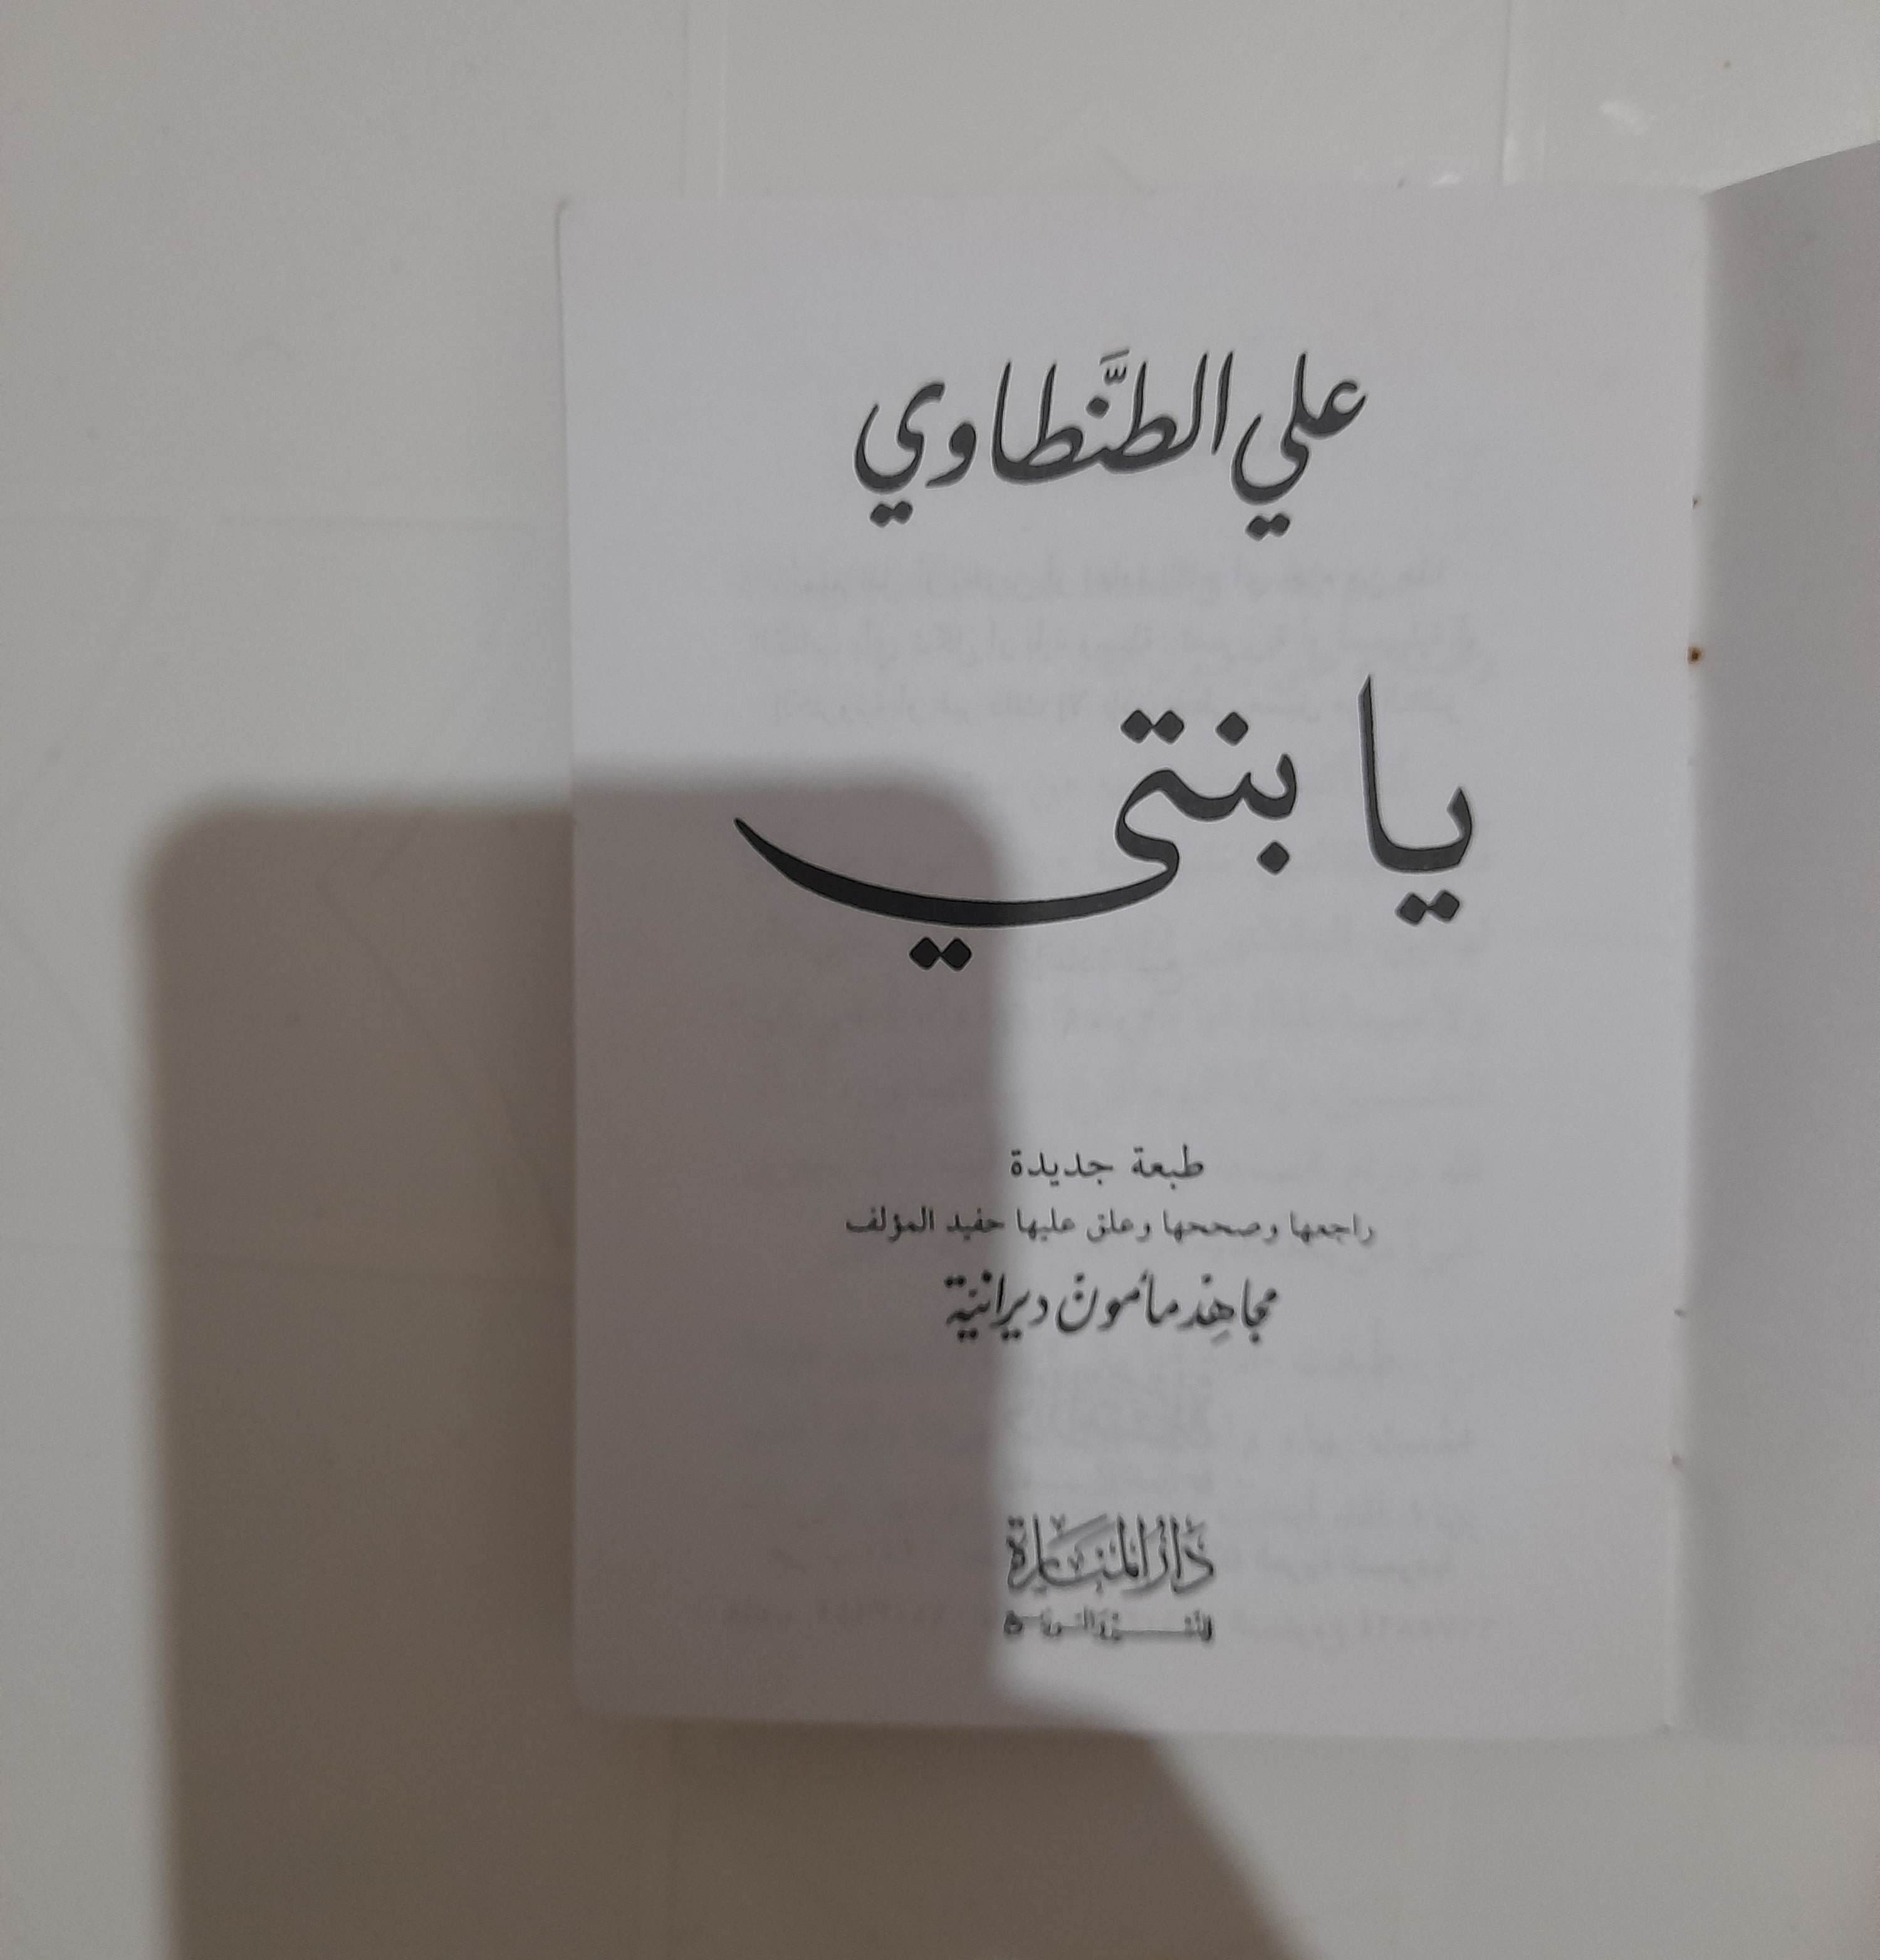 علي الطَّنطاوي
يا بنتي
طبعة جديدة
راجعها وصححها وعلق عليها حفيد المؤلف
مجاهد مأمون ديرانية
دار المنارة
للنشر والتوزيع